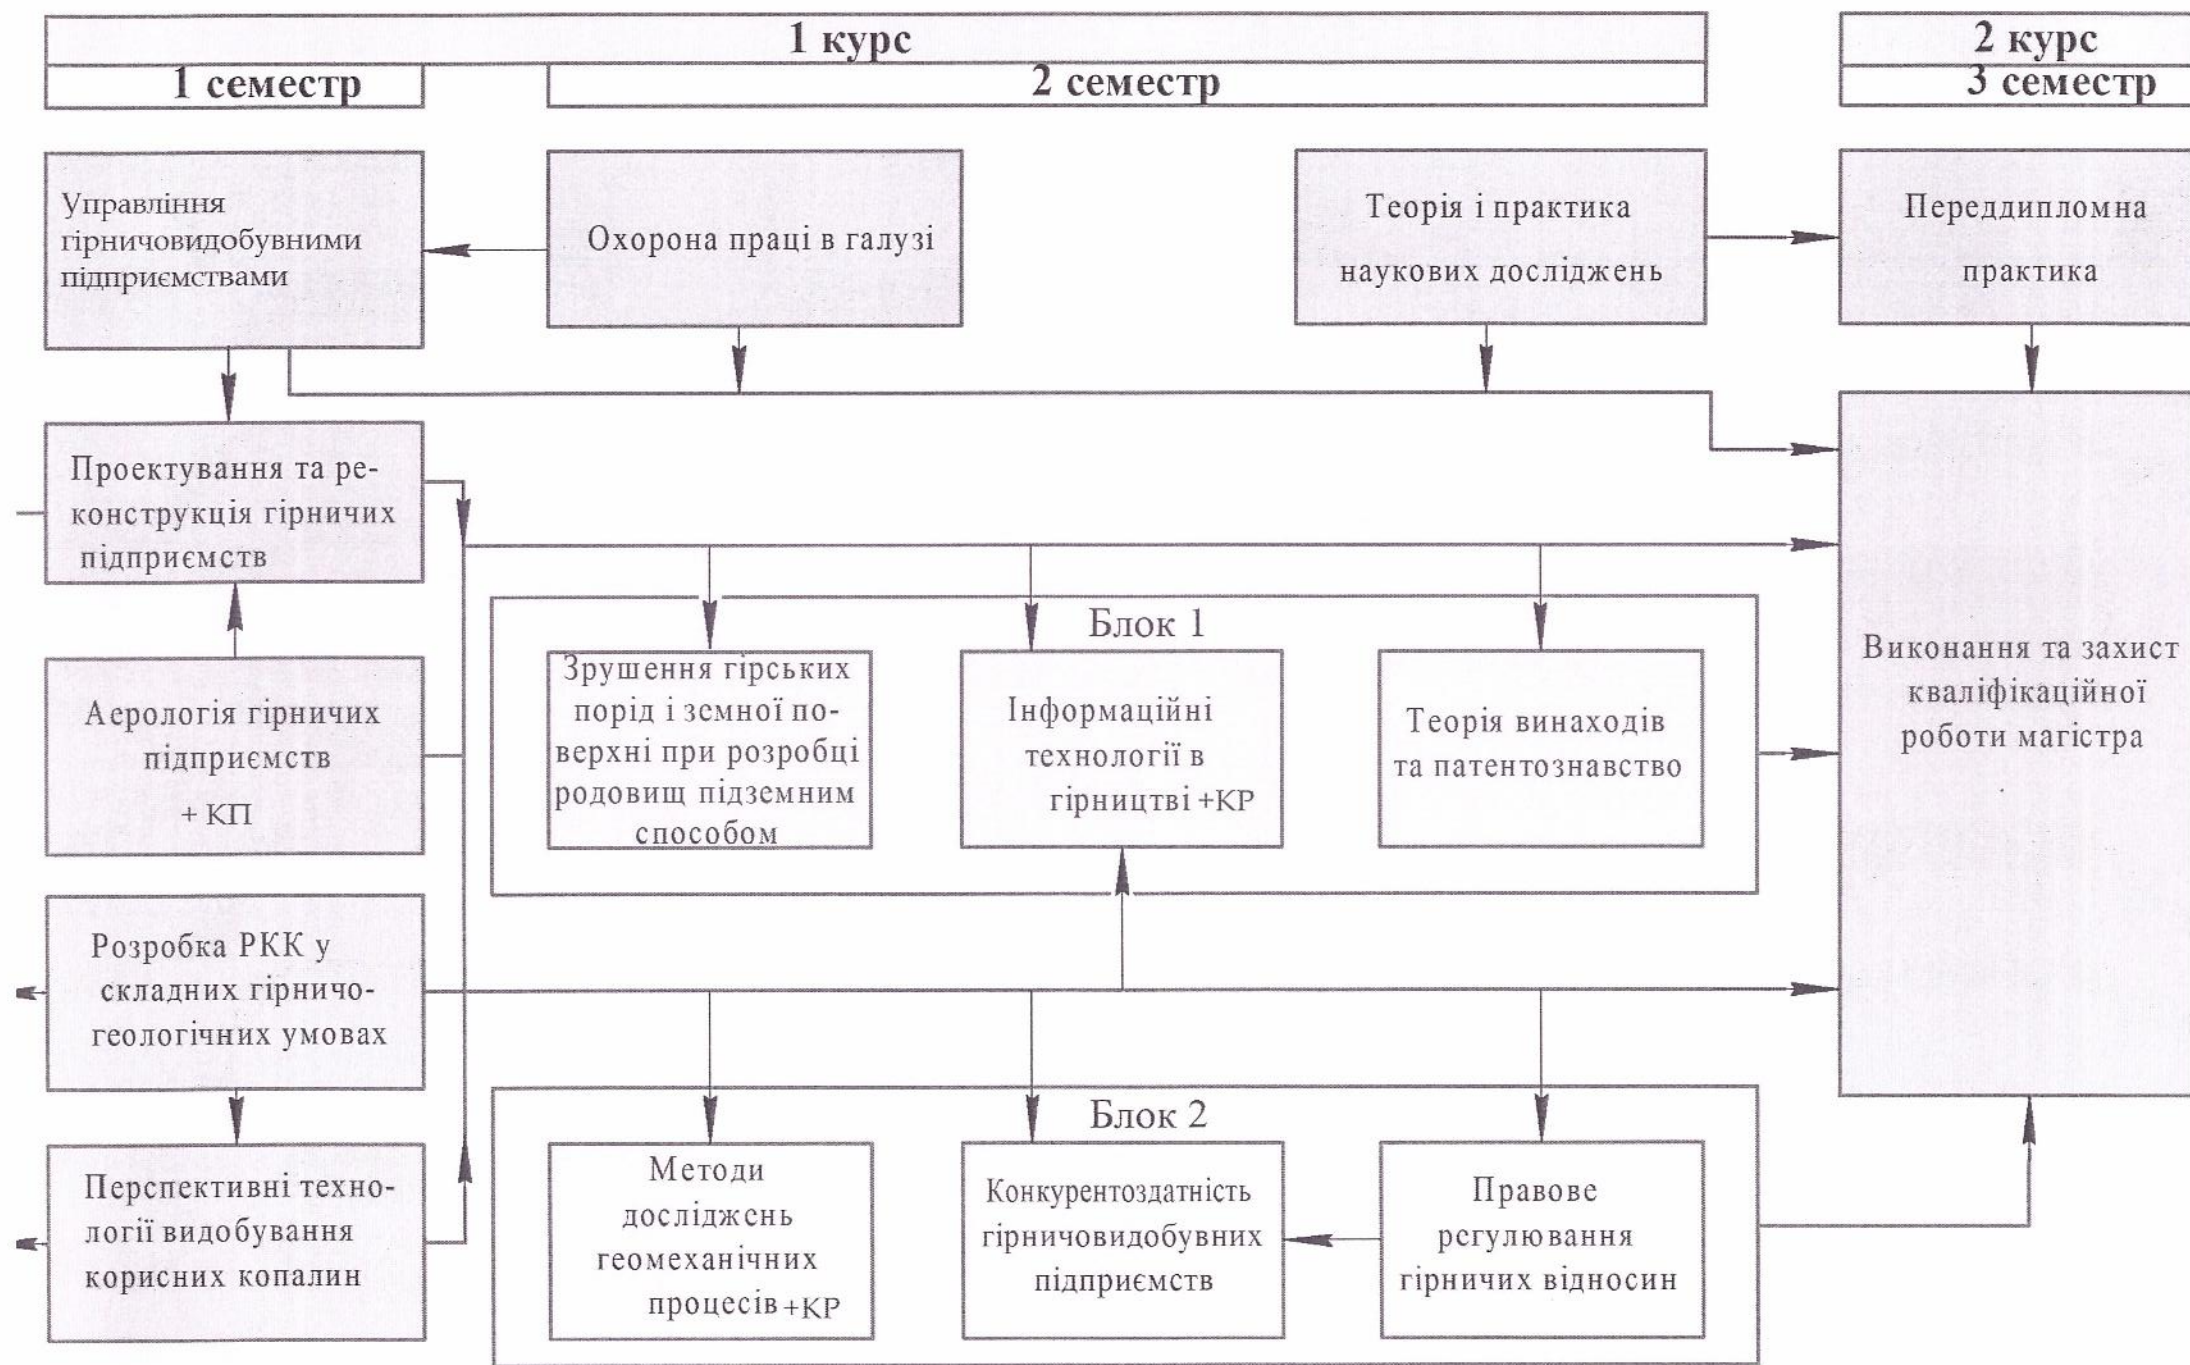 1 курс
2 курс
1 семестр
2 семестр
3 семестр
Управління
гірничовидобувними
підприємствами
Охорона праці в галузі
Теорія і практика
наукових досліджень
Переддипломна
практика
Проектування та ре-
конструкція гірничих
підприємств
Аерологія гірничих
підприємств
+ КП
Розробка РКК у
складних гірничо-
геологічних умовах
Перспективні техно-
логії видобування
корисних копалин
Блок 1
Зрушення гірських
порід і земної по-
верхні при розробці
родовищ підземним
способом
Інформаційні
технології в
гірництві +КР
Теорія винаходів
та патентознавство
Блок 2
Методи
досліджень
геомеханічних
процесів+КР
Конкурентоздатність
гірничовидобувних
підприємств
Правове
регулювання
гірничих відносин
Виконання та захист
кваліфікаційної
роботи магістра